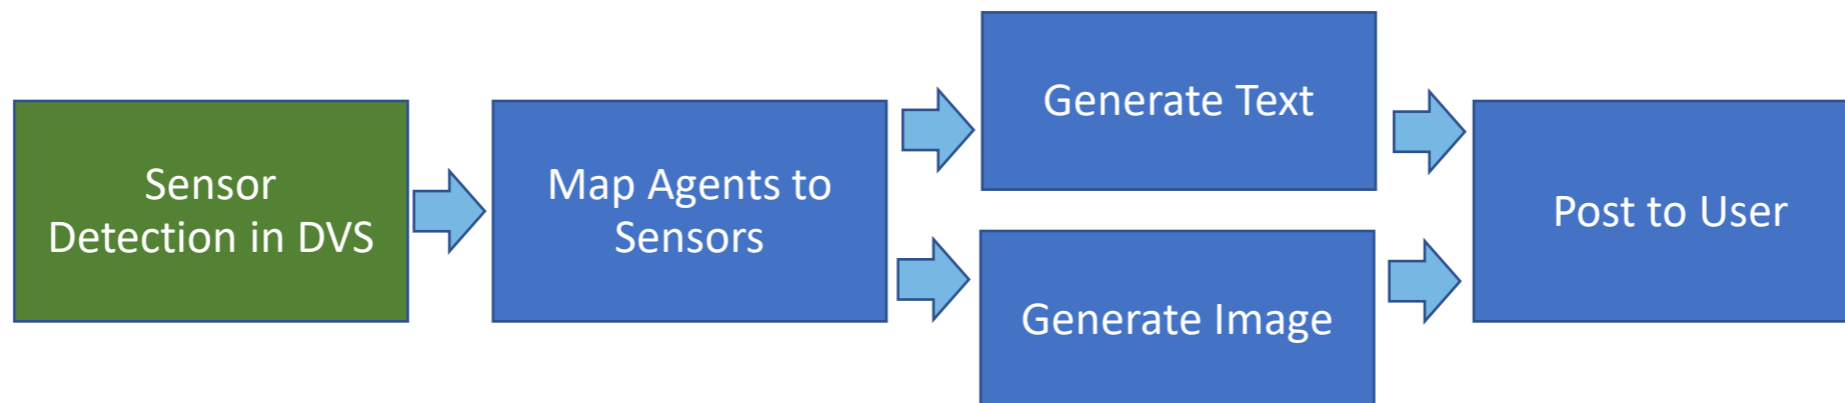 Sensor
Detection in DVS
Map Agents to
Sensors
Generate Text
Generate Image
Post to User